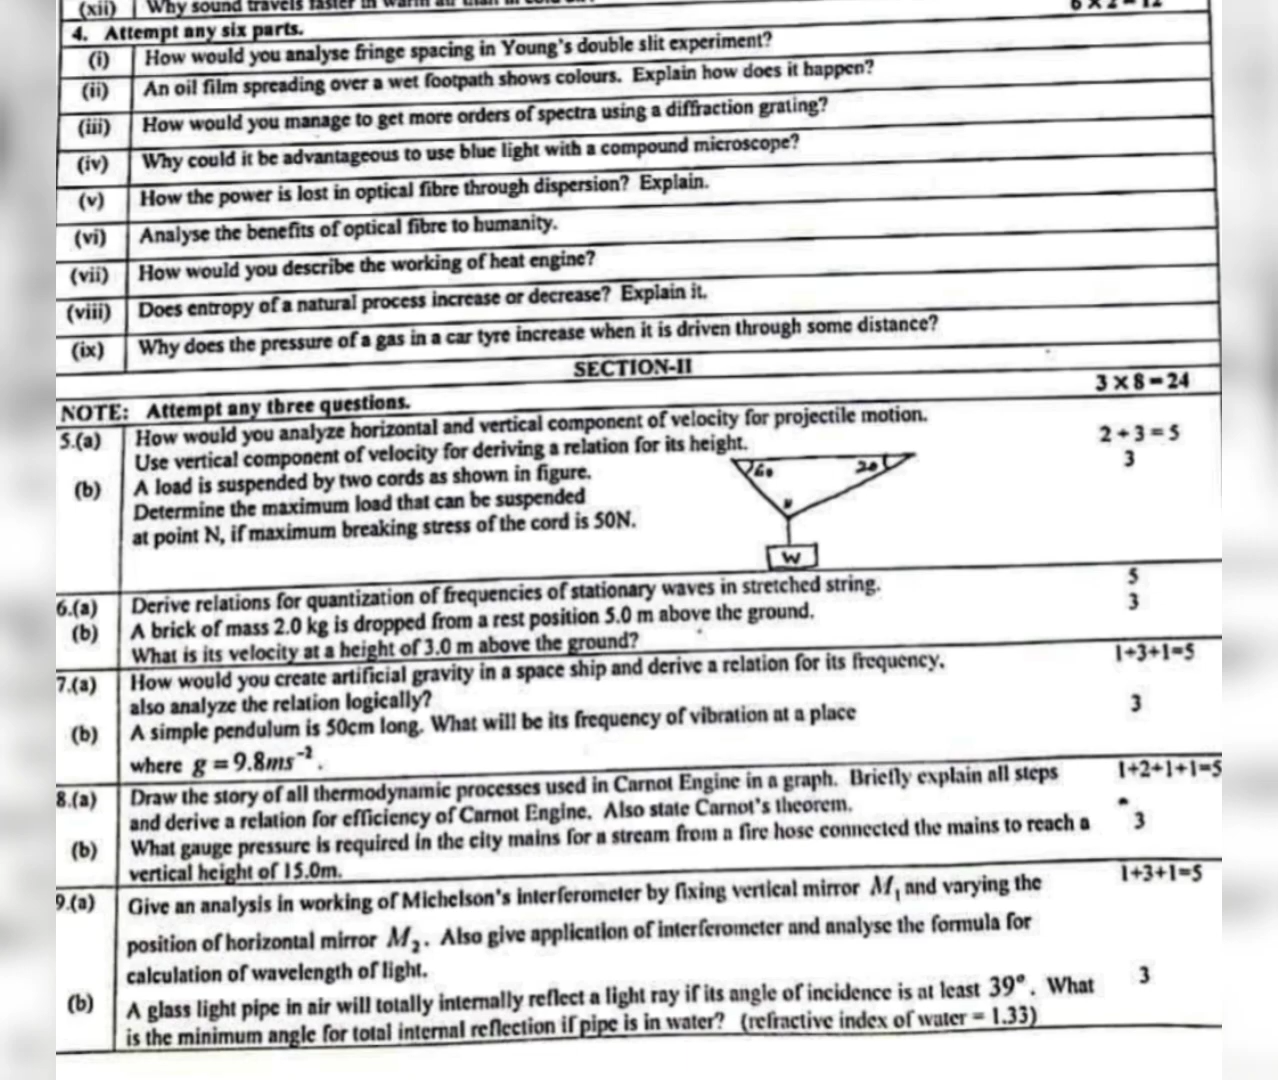 (xii) Why sound travels faster in warm air than in cold air?
6 × 2 = 12
4. Attempt any six parts.
(i) How would you analyse fringe spacing in Young's double slit experiment?
(ii) An oil film spreading over a wet footpath shows colours. Explain how does it happen?
(iii) How would you manage to get more orders of spectra using a diffraction grating?
(iv) Why could it be advantageous to use blue light with a compound microscope?
(v) How the power is lost in optical fibre through dispersion? Explain.
(vi) Analyse the benefits of optical fibre to humanity.
(vii) How would you describe the working of heat engine?
(viii) Does entropy of a natural process increase or decrease? Explain it.
(ix) Why does the pressure of a gas in a car tyre increase when it is driven through some distance?
SECTION-II
NOTE: Attempt any three questions. 3 × 8 = 24
5.(a) How would you analyze horizontal and vertical component of velocity for projectile motion.
Use vertical component of velocity for deriving a relation for its height. 2 + 3 = 5
(b) A load is suspended by two cords as shown in figure. 3
Determine the maximum load that can be suspended
at point N, if maximum breaking stress of the cord is 50N.
60 20
N
W
6.(a) Derive relations for quantization of frequencies of stationary waves in stretched string. 5
(b) A brick of mass 2.0 kg is dropped from a rest position 5.0 m above the ground. 3
What is its velocity at a height of 3.0 m above the ground?
7.(a) How would you create artificial gravity in a space ship and derive a relation for its frequency, 1+3+1=5
also analyze the relation logically?
(b) A simple pendulum is 50cm long. What will be its frequency of vibration at a place 3
where g = 9.8ms⁻².
8.(a) Draw the story of all thermodynamic processes used in Carnot Engine in a graph. Briefly explain all steps 1+2+1+1=5
and derive a relation for efficiency of Carnot Engine. Also state Carnot's theorem.
(b) What gauge pressure is required in the city mains for a stream from a fire hose connected the mains to reach a 3
vertical height of 15.0m.
9.(a) Give an analysis in working of Michelson's interferometer by fixing vertical mirror M₁ and varying the 1+3+1=5
position of horizontal mirror M₂. Also give application of interferometer and analyse the formula for
calculation of wavelength of light.
(b) A glass light pipe in air will totally internally reflect a light ray if its angle of incidence is at least 39°. What 3
is the minimum angle for total internal reflection if pipe is in water? (refractive index of water = 1.33)